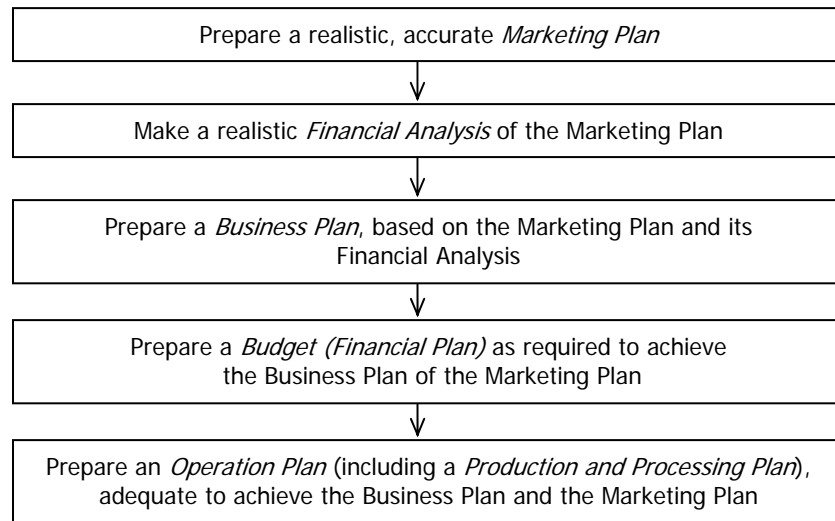 Prepare a realistic, accurate Marketing Plan
Make a realistic Financial Analysis of the Marketing Plan
Prepare a Business Plan, based on the Marketing Plan and its
Financial Analysis
Prepare a Budget (Financial Plan) as required to achieve
the Business Plan of the Marketing Plan
Prepare an Operation Plan (including a Production and Processing Plan),
adequate to achieve the Business Plan and the Marketing Plan